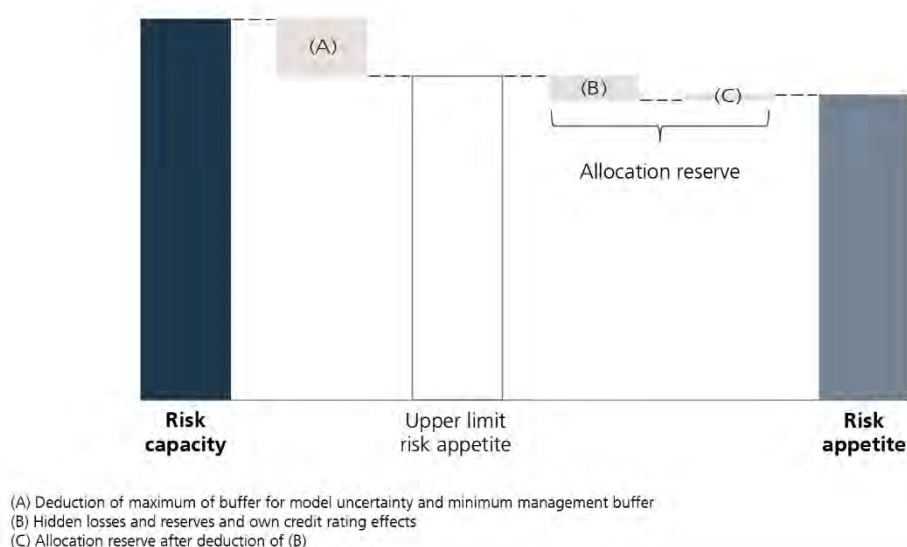 (A)
(B)
(C)
Allocation reserve
Risk
capacity
Upper limit
risk appetite
Risk
appetite
(A) Deduction of maximum of buffer for model uncertainty and minimum management buffer
(B) Hidden losses and reserves and own credit rating effects
(C) Allocation reserve after deduction of (B)